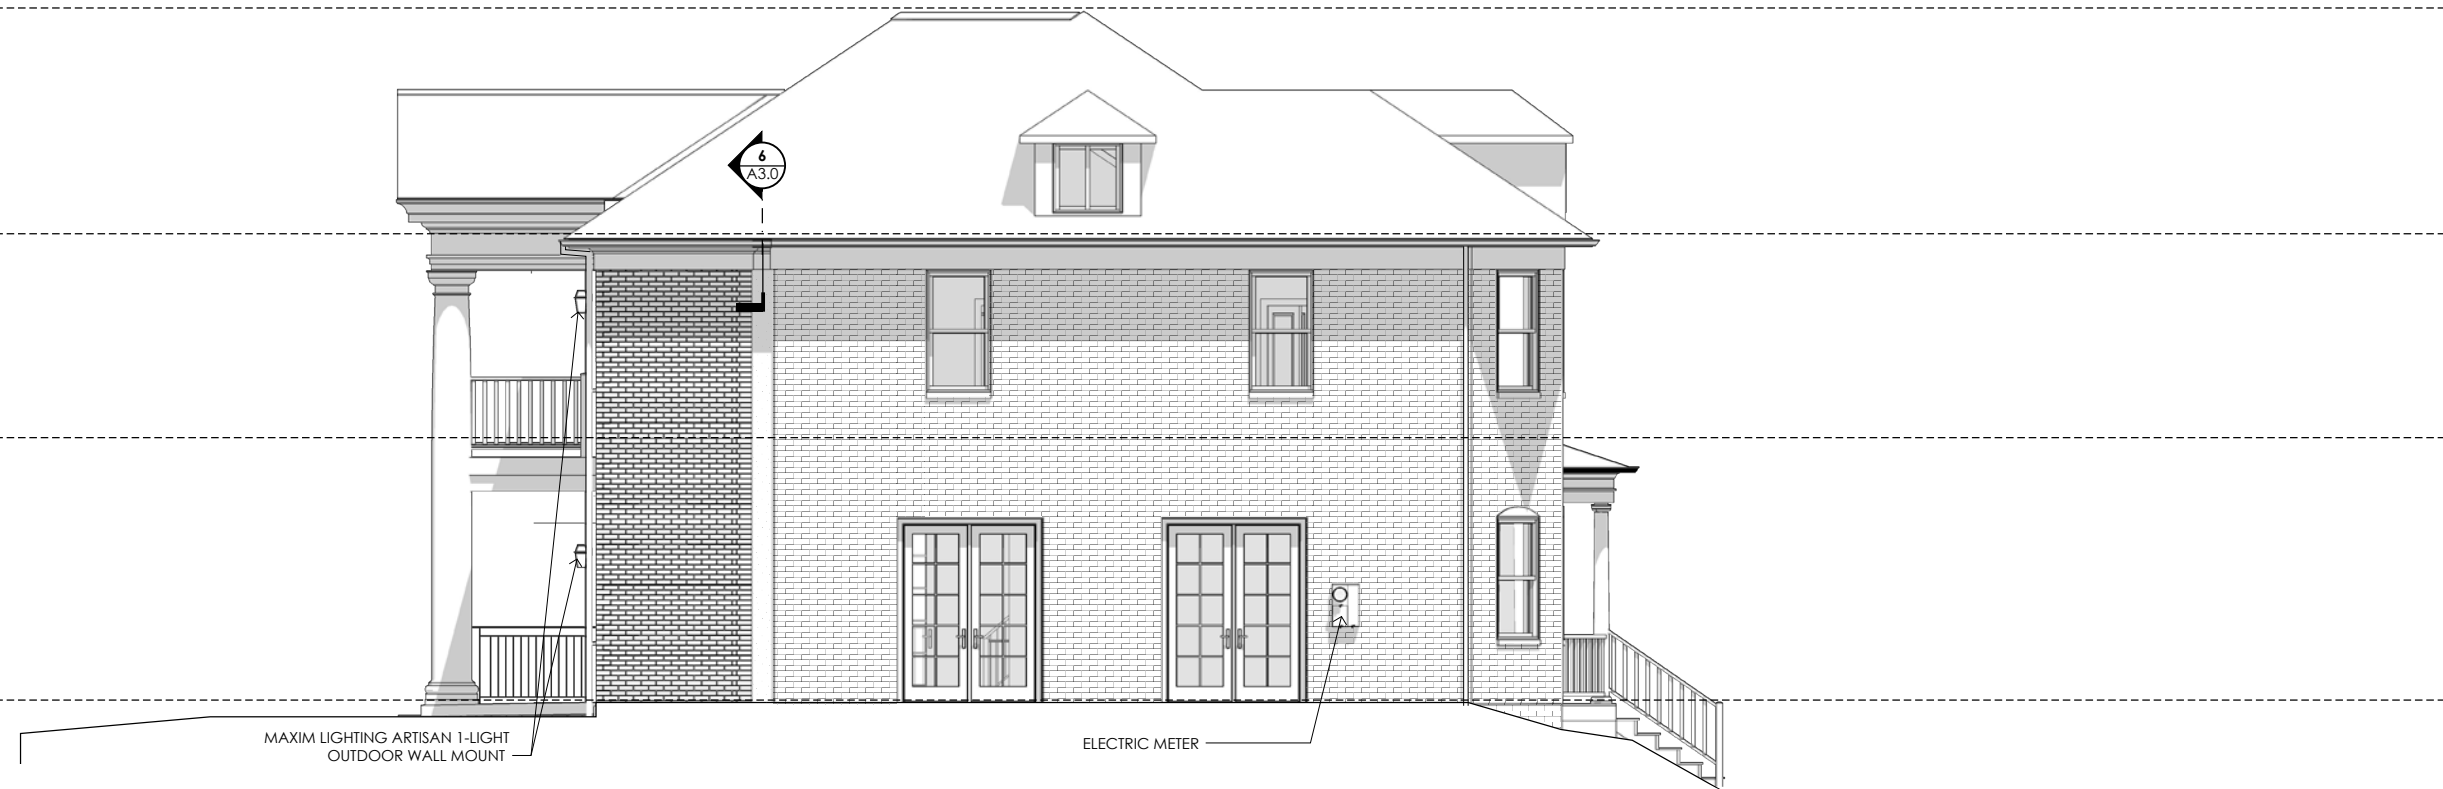 6
A3.0
MAXIM LIGHTING ARTISAN 1-LIGHT
OUTDOOR WALL MOUNT
ELECTRIC METER